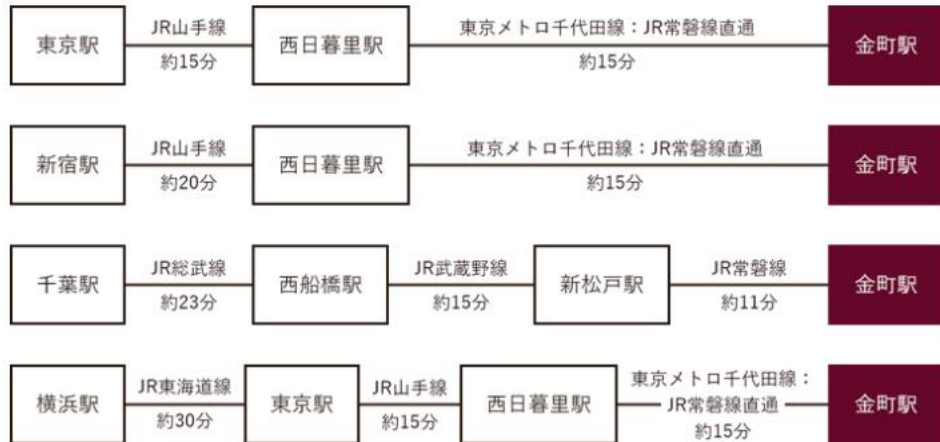 東京駅 JR山手線 約15分 西日暮里駅 東京メトロ千代田線：JR常磐線直通 約15分 金町駅
新宿駅 JR山手線 約20分 西日暮里駅 東京メトロ千代田線：JR常磐線直通 約15分 金町駅
千葉駅 JR総武線 約23分 西船橋駅 JR武蔵野線 約15分 新松戸駅 JR常磐線 約11分 金町駅
横浜駅 JR東海道線 約30分 東京駅 JR山手線 約15分 西日暮里駅 東京メトロ千代田線：JR常磐線直通 約15分 金町駅